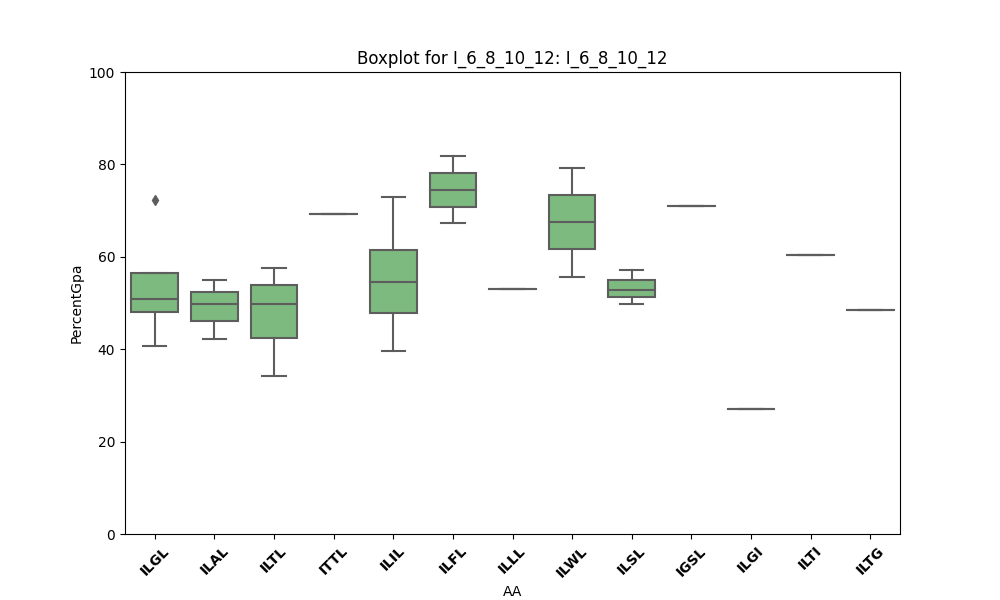 Boxplot for I_6_8_10_12: I_6_8_10_12
PercentGpa
100
80
60
40
20
0
ILGL ILAL ILTL ITTL ILIL ILFL ILLL ILWL ILSL IGSL ILGI ILTI ILTG
AA